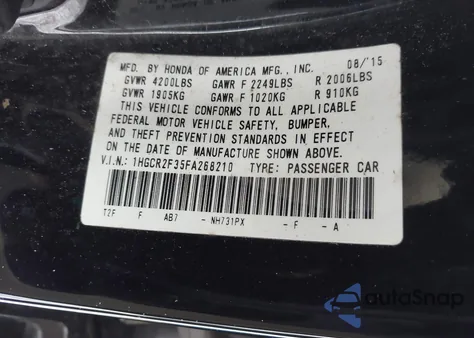 MFD. BY HONDA OF AMERICA MFG., INC. 08/'15
GVWR 4200LBS GAWR F 2249LBS R 2006LBS
GVWR 1905KG GAWR F 1020KG R 910KG
THIS VEHICLE CONFORMS TO ALL APPLICABLE
FEDERAL MOTOR VEHICLE SAFETY, BUMPER,
AND THEFT PREVENTION STANDARDS IN EFFECT
ON THE DATE OF MANUFACTURE SHOWN ABOVE.
V.I.N.: 1HGCR2F35FA268210 TYPE: PASSENGER CAR
T2F F AB7 -NH731PX -F -A
autoSnap